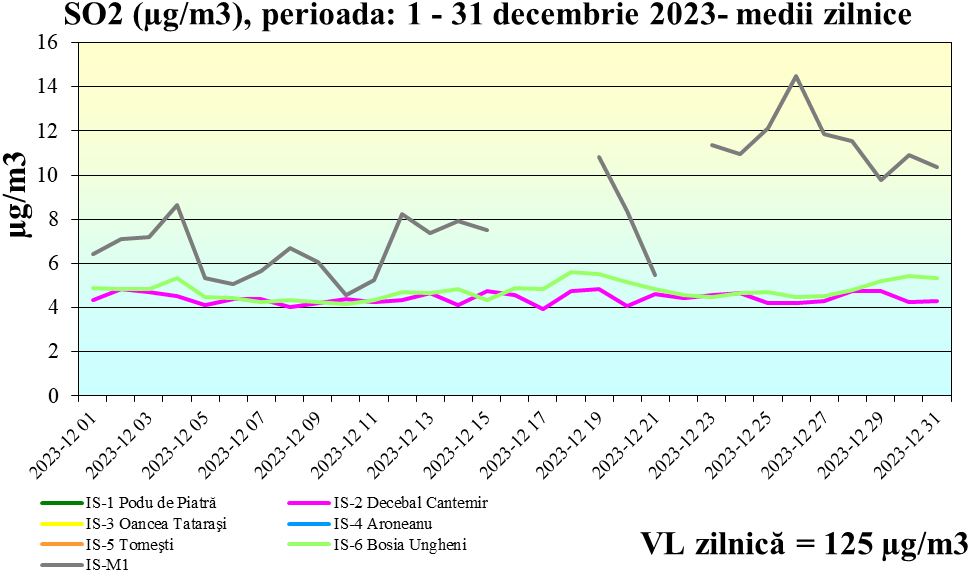 SO2 (µg/m3), perioada: 1 - 31 decembrie 2023- medii zilnice
µg/m3
16
14
12
10
8
6
4
2
0
2023-12 01
2023-12 03
2023-12 05
2023-12 07
2023-12 09
2023-12 11
2023-12 13
2023-12 15
2023-12 17
2023-12 19
2023-12 21
2023-12 23
2023-12 25
2023-12 27
2023-12 29
2023-12 31
IS-1 Podu de Piatră
IS-2 Decebal Cantemir
IS-3 Oancea Tataraşi
IS-4 Aroneanu
IS-5 Tomeşti
IS-6 Bosia Ungheni
IS-M1
VL zilnică = 125 µg/m3